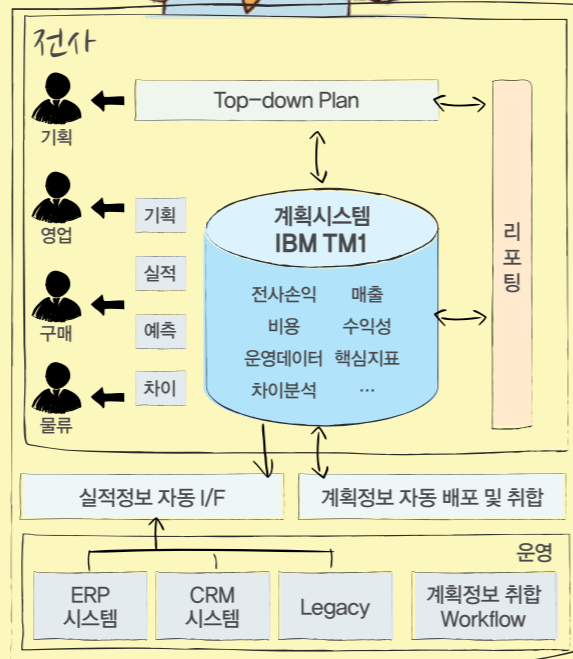 전사
기획
Top-down Plan
영업
구매
물류
기획
실적
예측
차이
계획시스템
IBM TM1
전사손익 매출
비용 수익성
운영데이터 핵심지표
차이분석 …
리
포
팅
실적정보 자동 I/F
계획정보 자동 배포 및 취합
운영
ERP
시스템
CRM
시스템
Legacy
계획정보 취합
Workflow